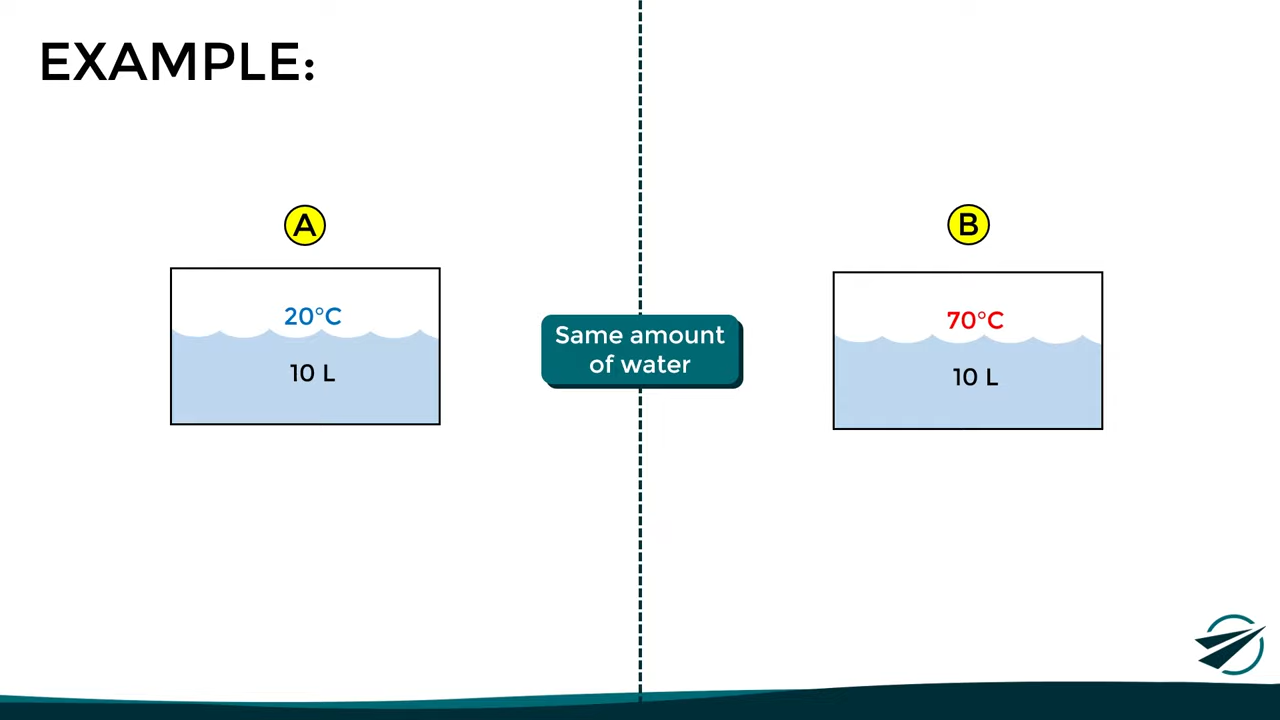 EXAMPLE:
A
20°C
10 L
Same amount
of water
B
70°C
10 L